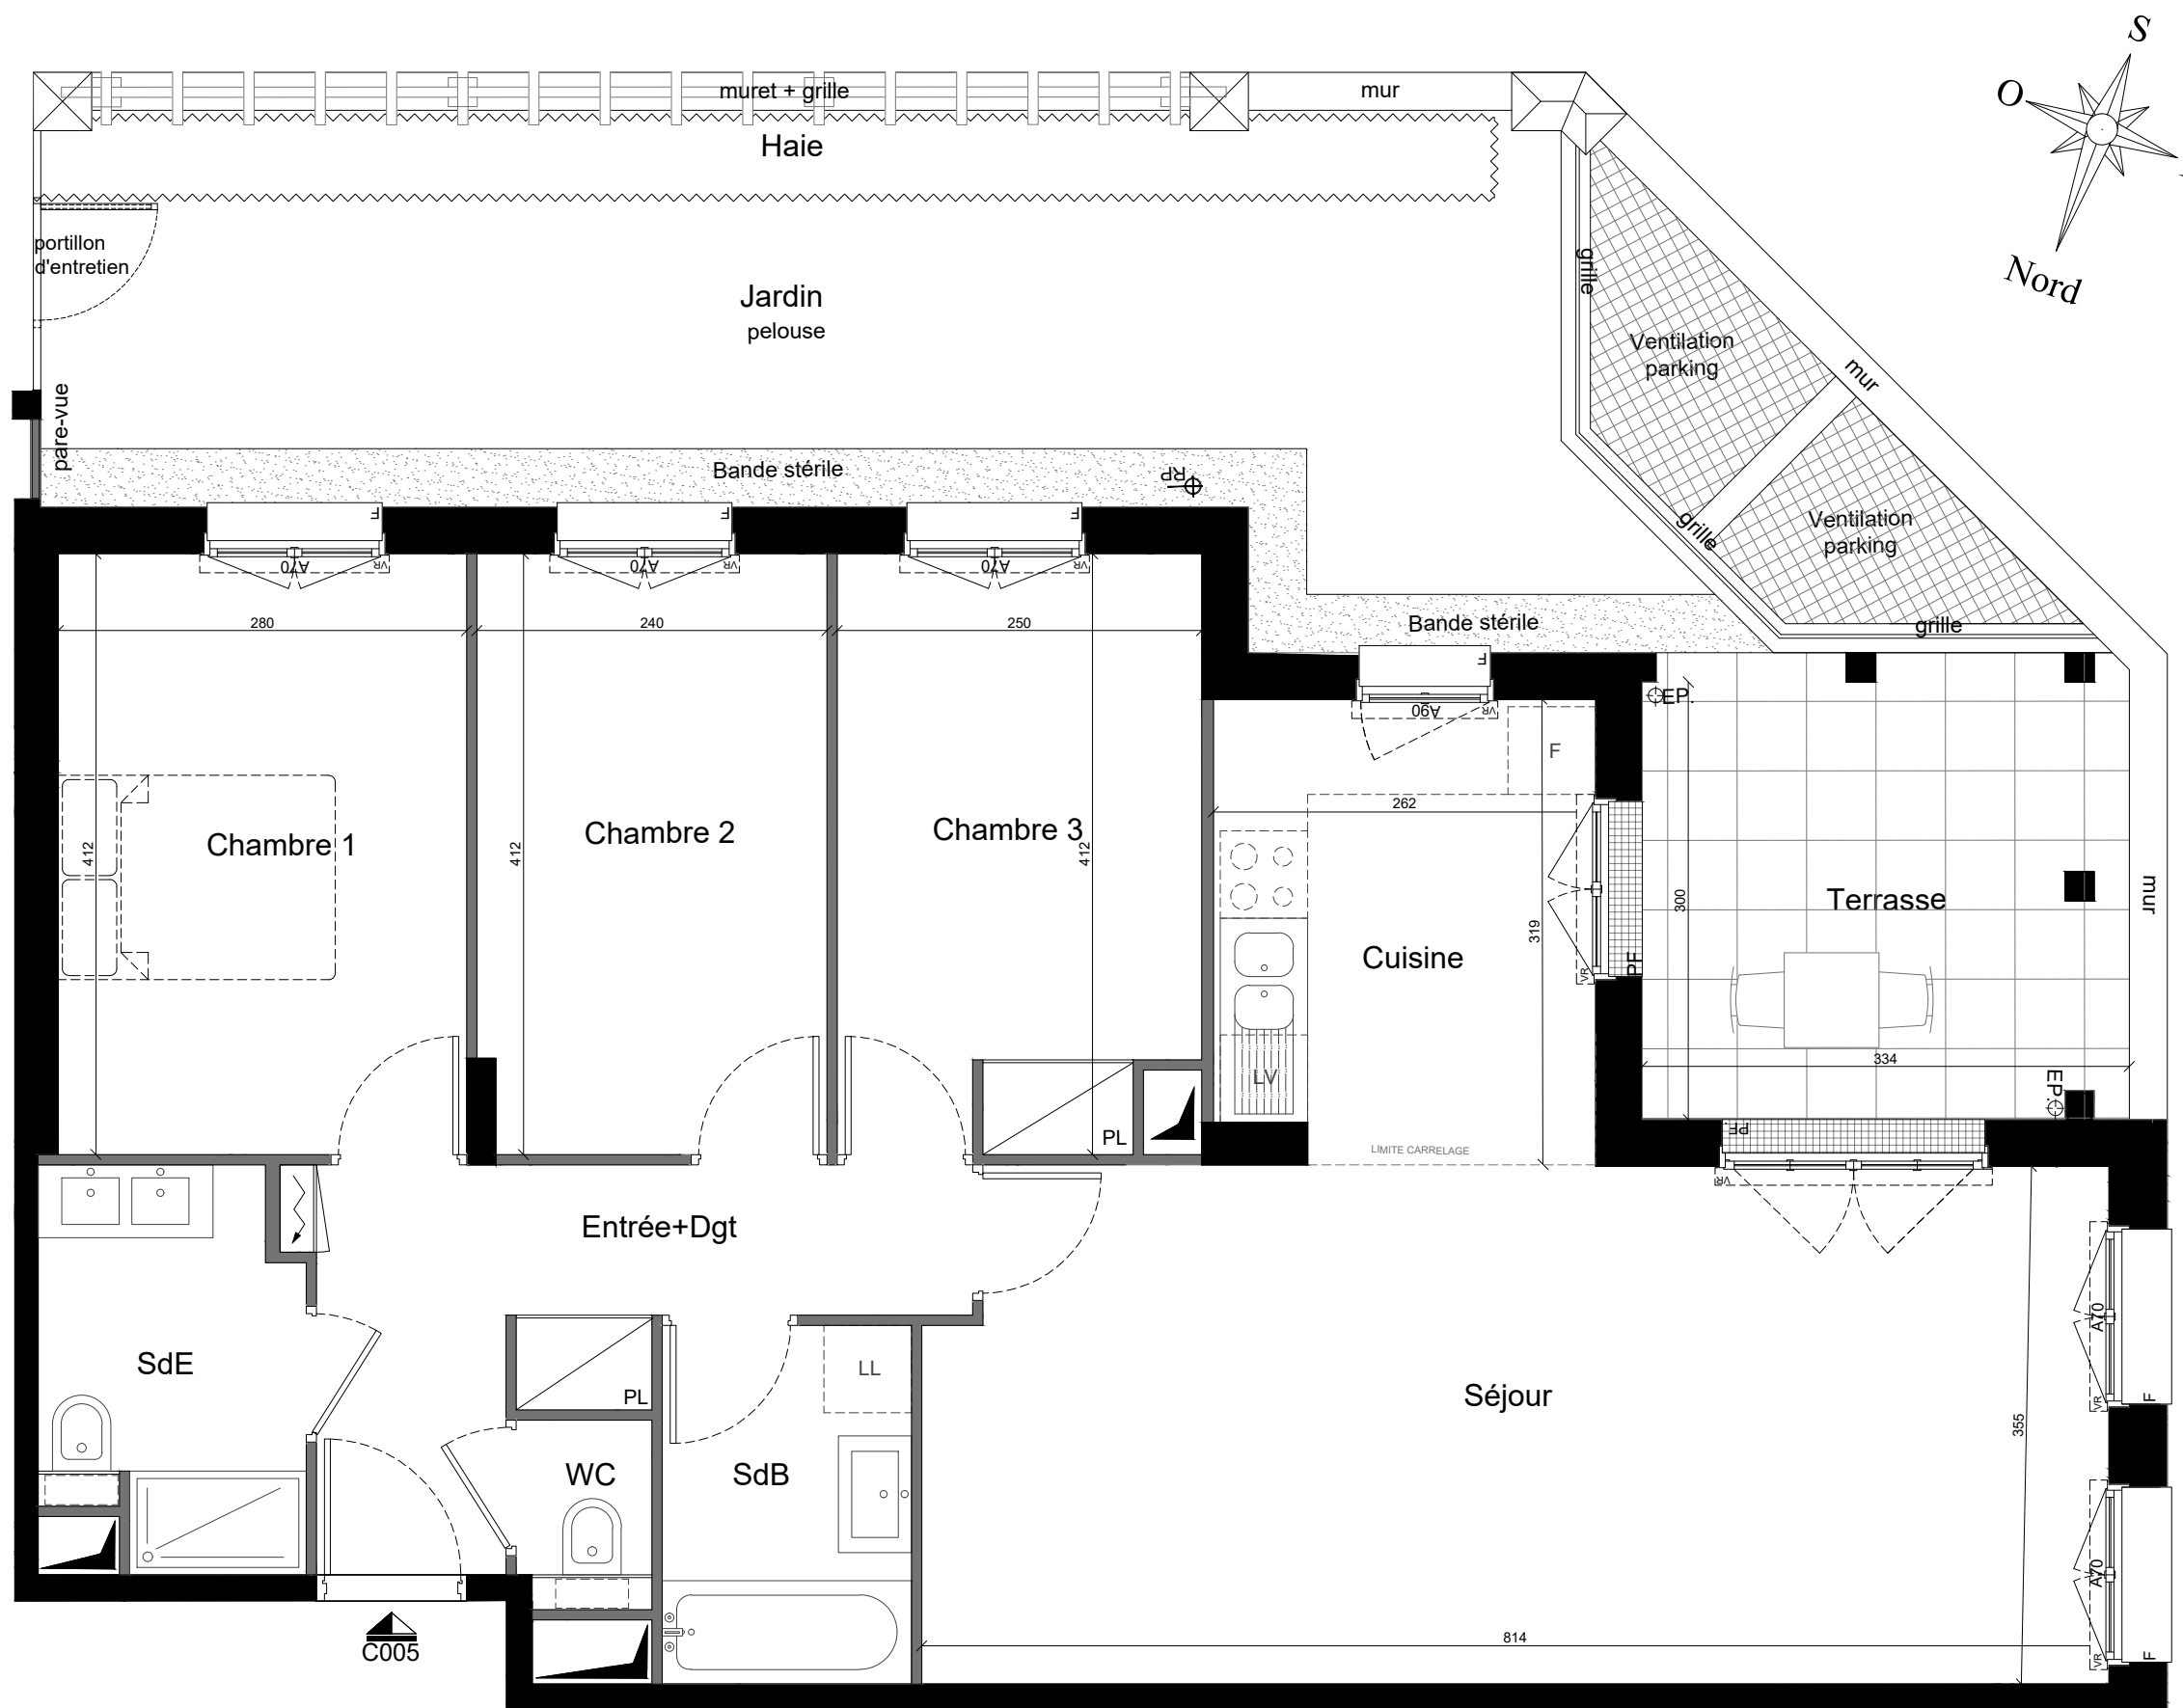 S
O
Nord
muret + grille
mur
Haie
portillon
d'entretien
Jardin
pelouse
grille
Ventilation
parking
mur
pare-vue
Bande stérile
RP
grille
Ventilation
parking
grille
F
F
F
A70
VR
A70
VR
A70
VR
280
240
250
Bande stérile
F
A90
VR
EP.
F
262
412
Chambre 1
412
Chambre 2
Chambre 3
412
319
Cuisine
VR
PF.
300
Terrasse
mur
334
EP.
LV
PL
LIMITE CARRELAGE
PF.
VR
Entrée+Dgt
SdE
PL
LL
WC
SdB
Séjour
355
A70
VR
F
A70
VR
F
814
C005